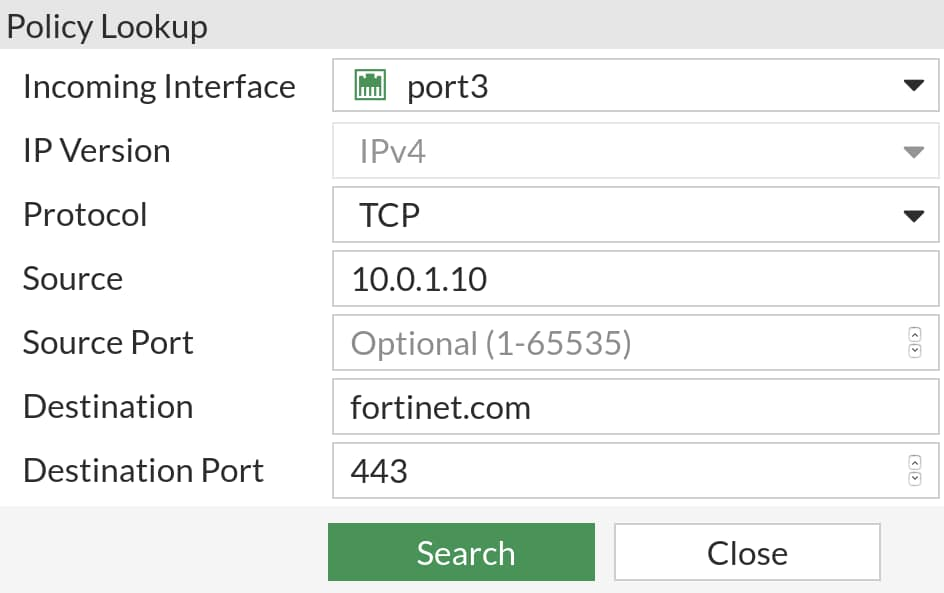 Policy Lookup
Incoming Interface port3
IP Version IPv4
Protocol TCP
Source 10.0.1.10
Source Port Optional (1-65535)
Destination fortinet.com
Destination Port 443
Search Close